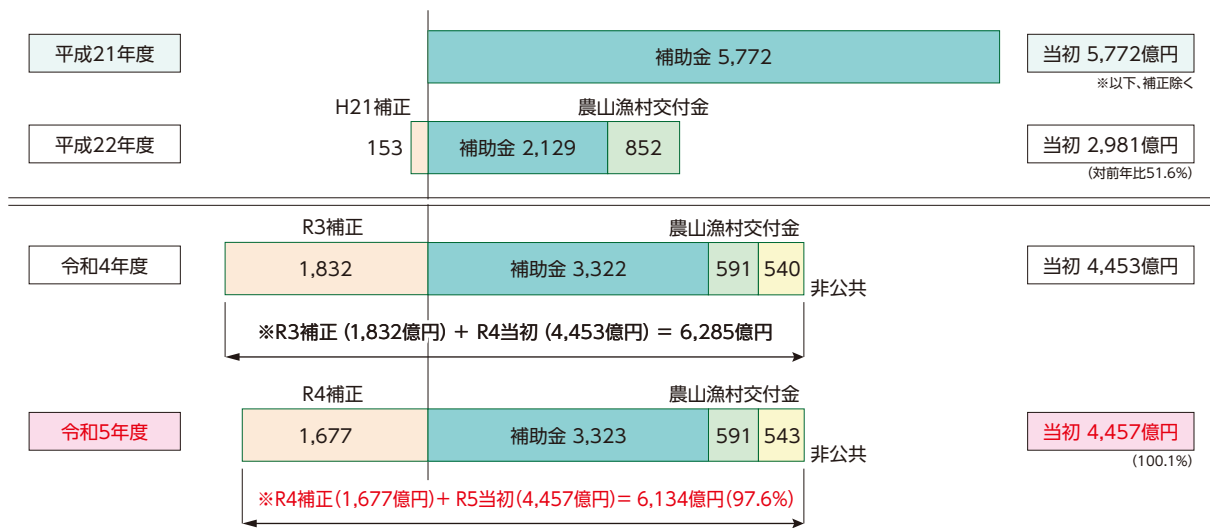 平成21年度
補助金 5,772
当初 5,772億円
※以下、補正除く
H21補正
農山漁村交付金
平成22年度
153
補助金 2,129
852
当初 2,981億円
(対前年比51.6%)
R3補正
農山漁村交付金
令和4年度
1,832
補助金 3,322
591
540
非公共
当初 4,453億円
※R3補正 (1,832億円) + R4当初 (4,453億円) = 6,285億円
R4補正
農山漁村交付金
令和5年度
1,677
補助金 3,323
591
543
非公共
当初 4,457億円
(100.1%)
※R4補正(1,677億円)+ R5当初(4,457億円)= 6,134億円(97.6%)